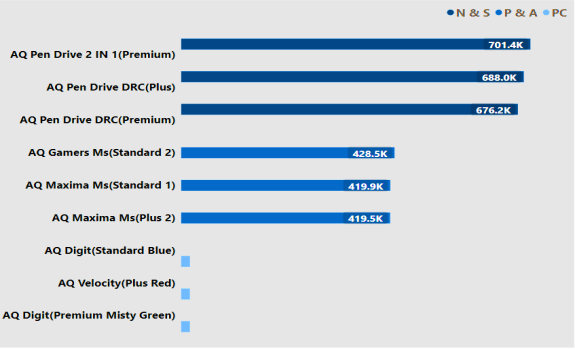 N & S P & A PC
AQ Pen Drive 2 IN 1(Premium) 701.4K
AQ Pen Drive DRC(Plus) 688.0K
AQ Pen Drive DRC(Premium) 676.2K
AQ Gamers Ms(Standard 2) 428.5K
AQ Maxima Ms(Standard 1) 419.9K
AQ Maxima Ms(Plus 2) 419.5K
AQ Digit(Standard Blue)
AQ Velocity(Plus Red)
AQ Digit(Premium Misty Green)